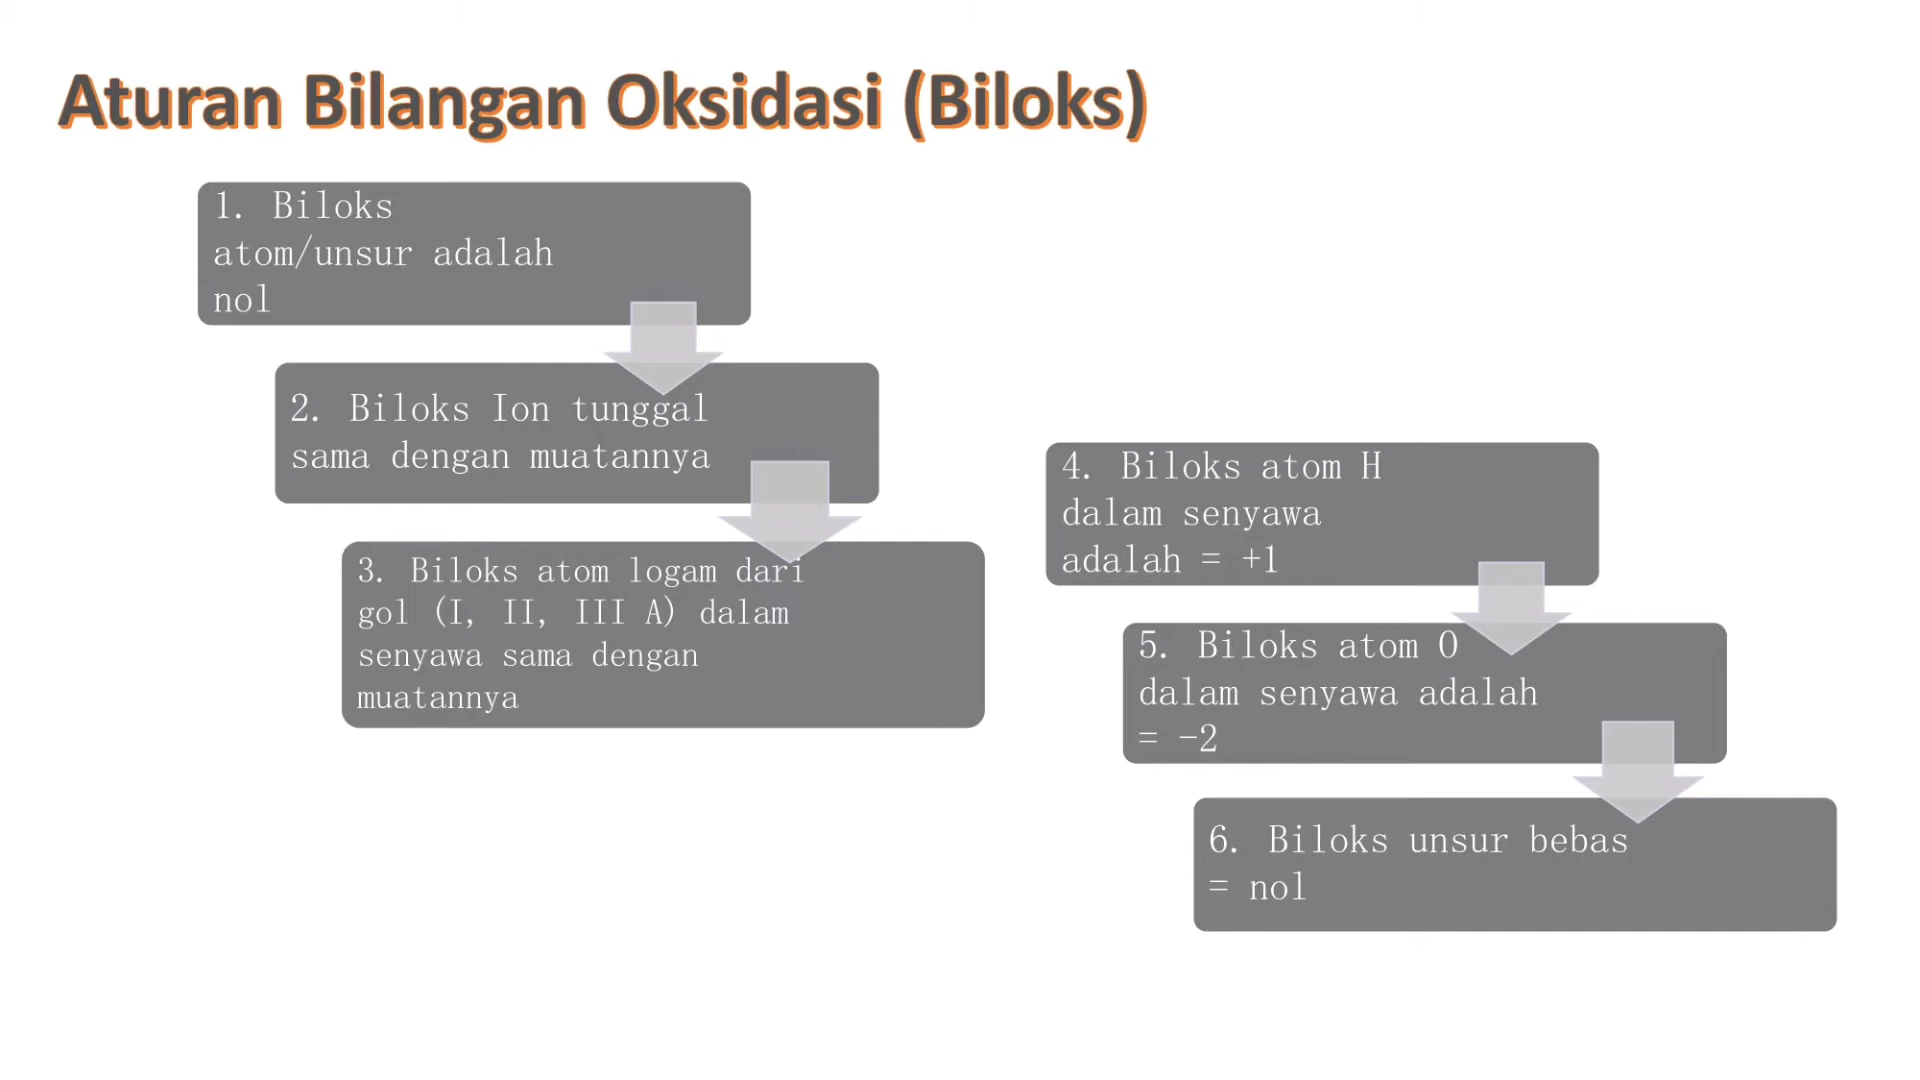 Aturan Bilangan Oksidasi (Biloks)
1. Biloks
atom/unsur adalah
nol
2. Biloks Ion tunggal
sama dengan muatannya
3. Biloks atom logam dari
gol (I, II, III A) dalam
senyawa sama dengan
muatannya
4. Biloks atom H
dalam senyawa
adalah = +1
5. Biloks atom O
dalam senyawa adalah
= -2
6. Biloks unsur bebas
= nol